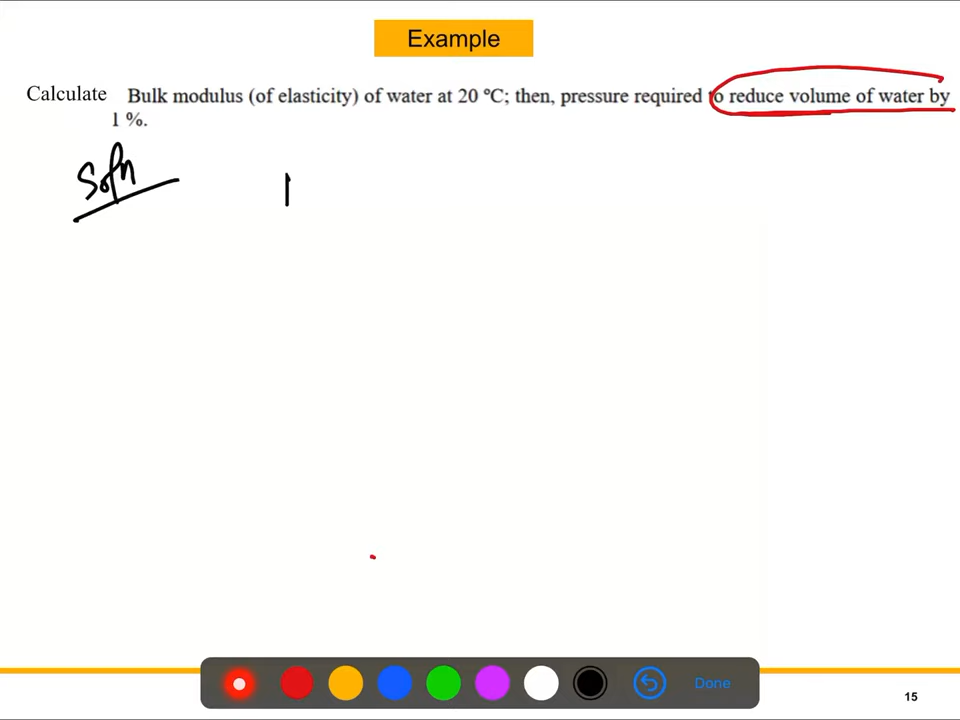 Example
Calculate Bulk modulus (of elasticity) of water at 20 ºC; then, pressure required to reduce volume of water by
1 %.
Soln
Done
15